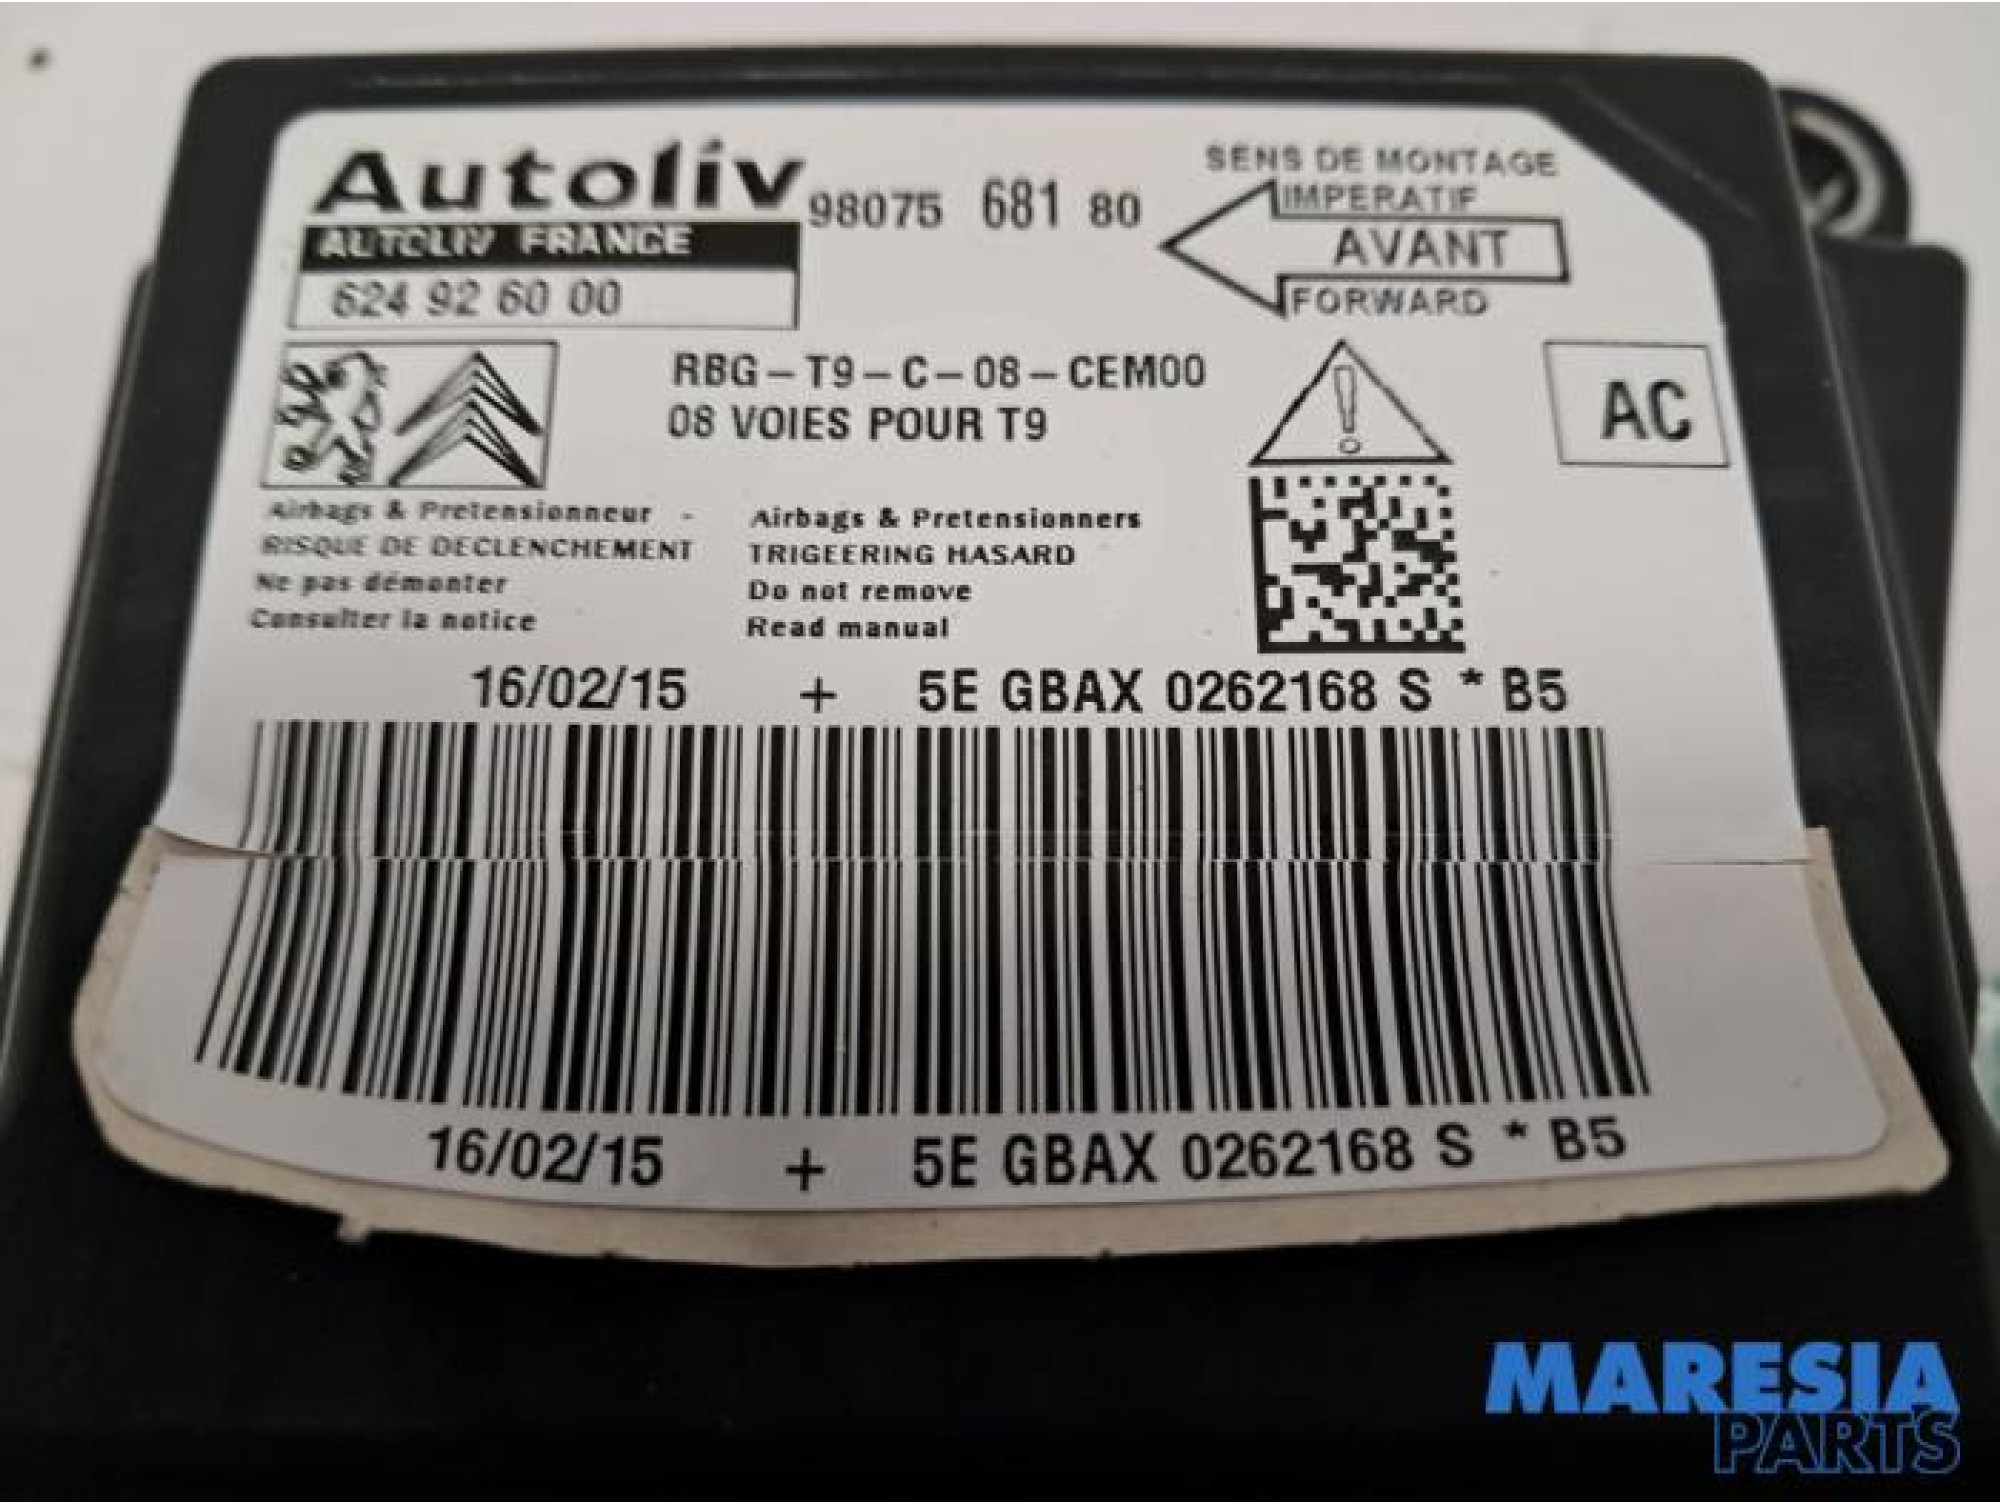 Autoliv 98075 681 80
AUTOLIV FRANCE
624 92 60 00
SENS DE MONTAGE
IMPERATIF
AVANT
FORWARD
RBG-T9-C-08-CEM00
08 VOIES POUR T9
AC
Airbags & Pretensionneur -
RISQUE DE DECLENCHEMENT
Ne pas démonter
Consulter la notice
Airbags & Pretensionners
TRIGEERING HASARD
Do not remove
Read manual
16/02/15 + 5E GBAX 0262168 S * B5
16/02/15 + 5E GBAX 0262168 S * B5
MARESIA
PARTS